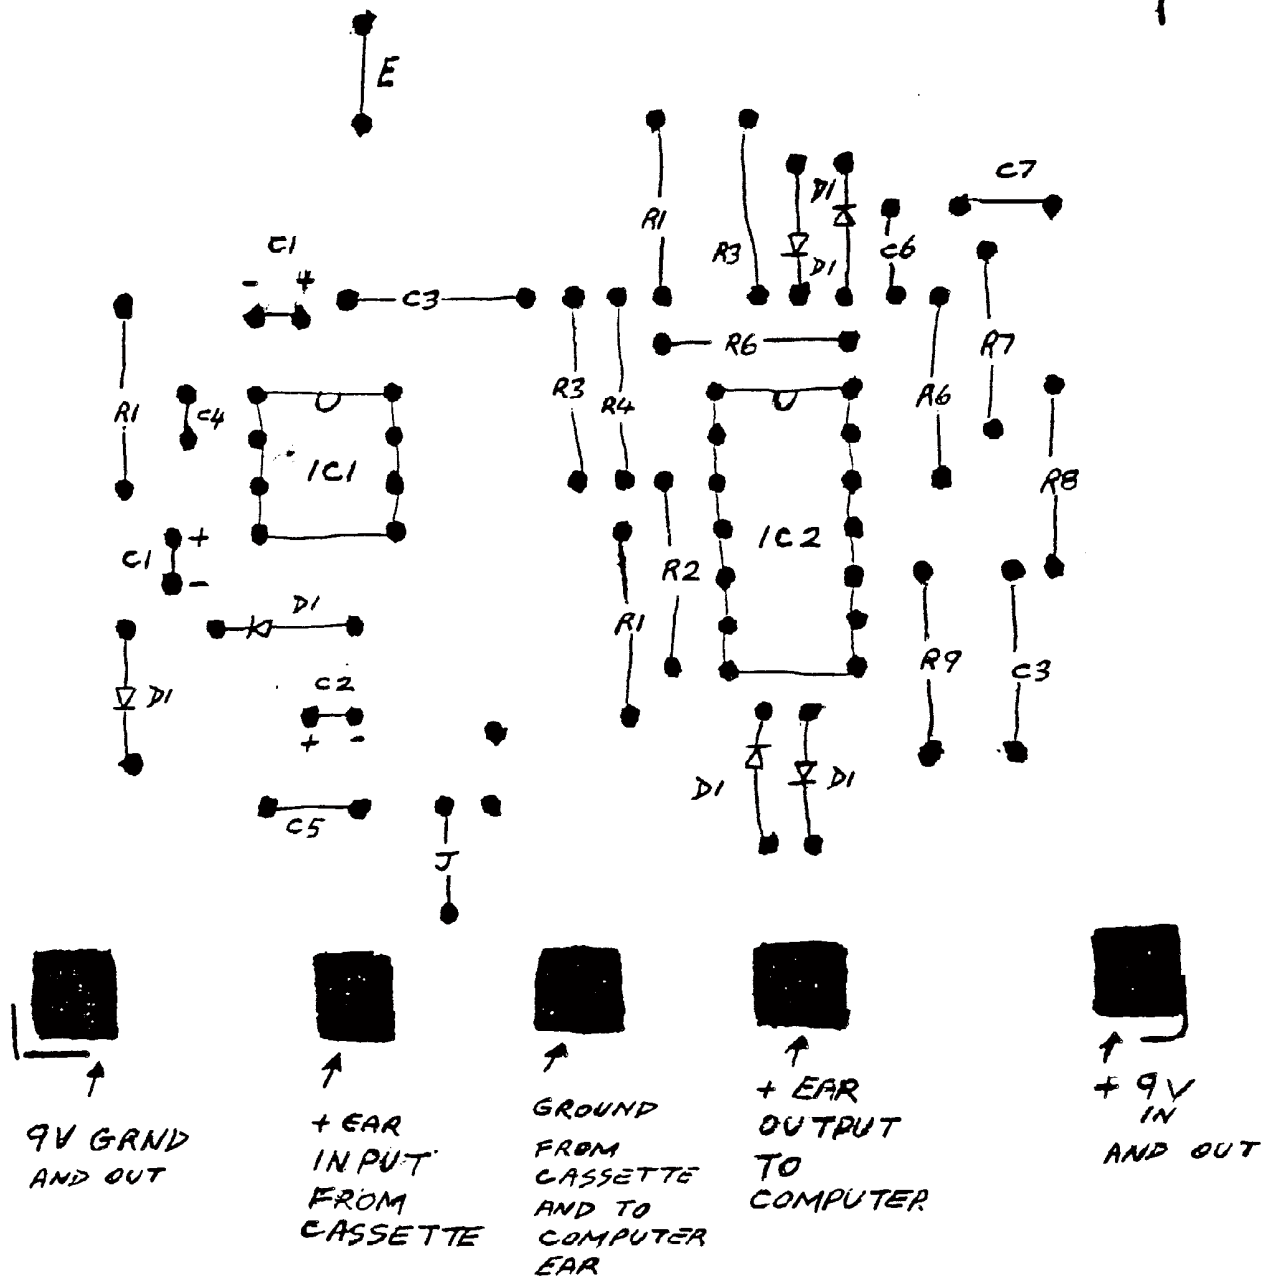 E
C7
R1
D1
R3
D1
C6
C1
- +
C3
R7
R6
R3
R4
R6
R1
C4
IC1
R8
C1
+
-
IC2
R2
D1
R1
R9
C3
C2
D1
+ -
D1
D1
C5
J
9V GRND
AND OUT
+ EAR
INPUT
FROM
CASSETTE
GROUND
FROM
CASSETTE
AND TO
COMPUTER
EAR
+ EAR
OUTPUT
TO
COMPUTER
+ 9V
IN
AND OUT